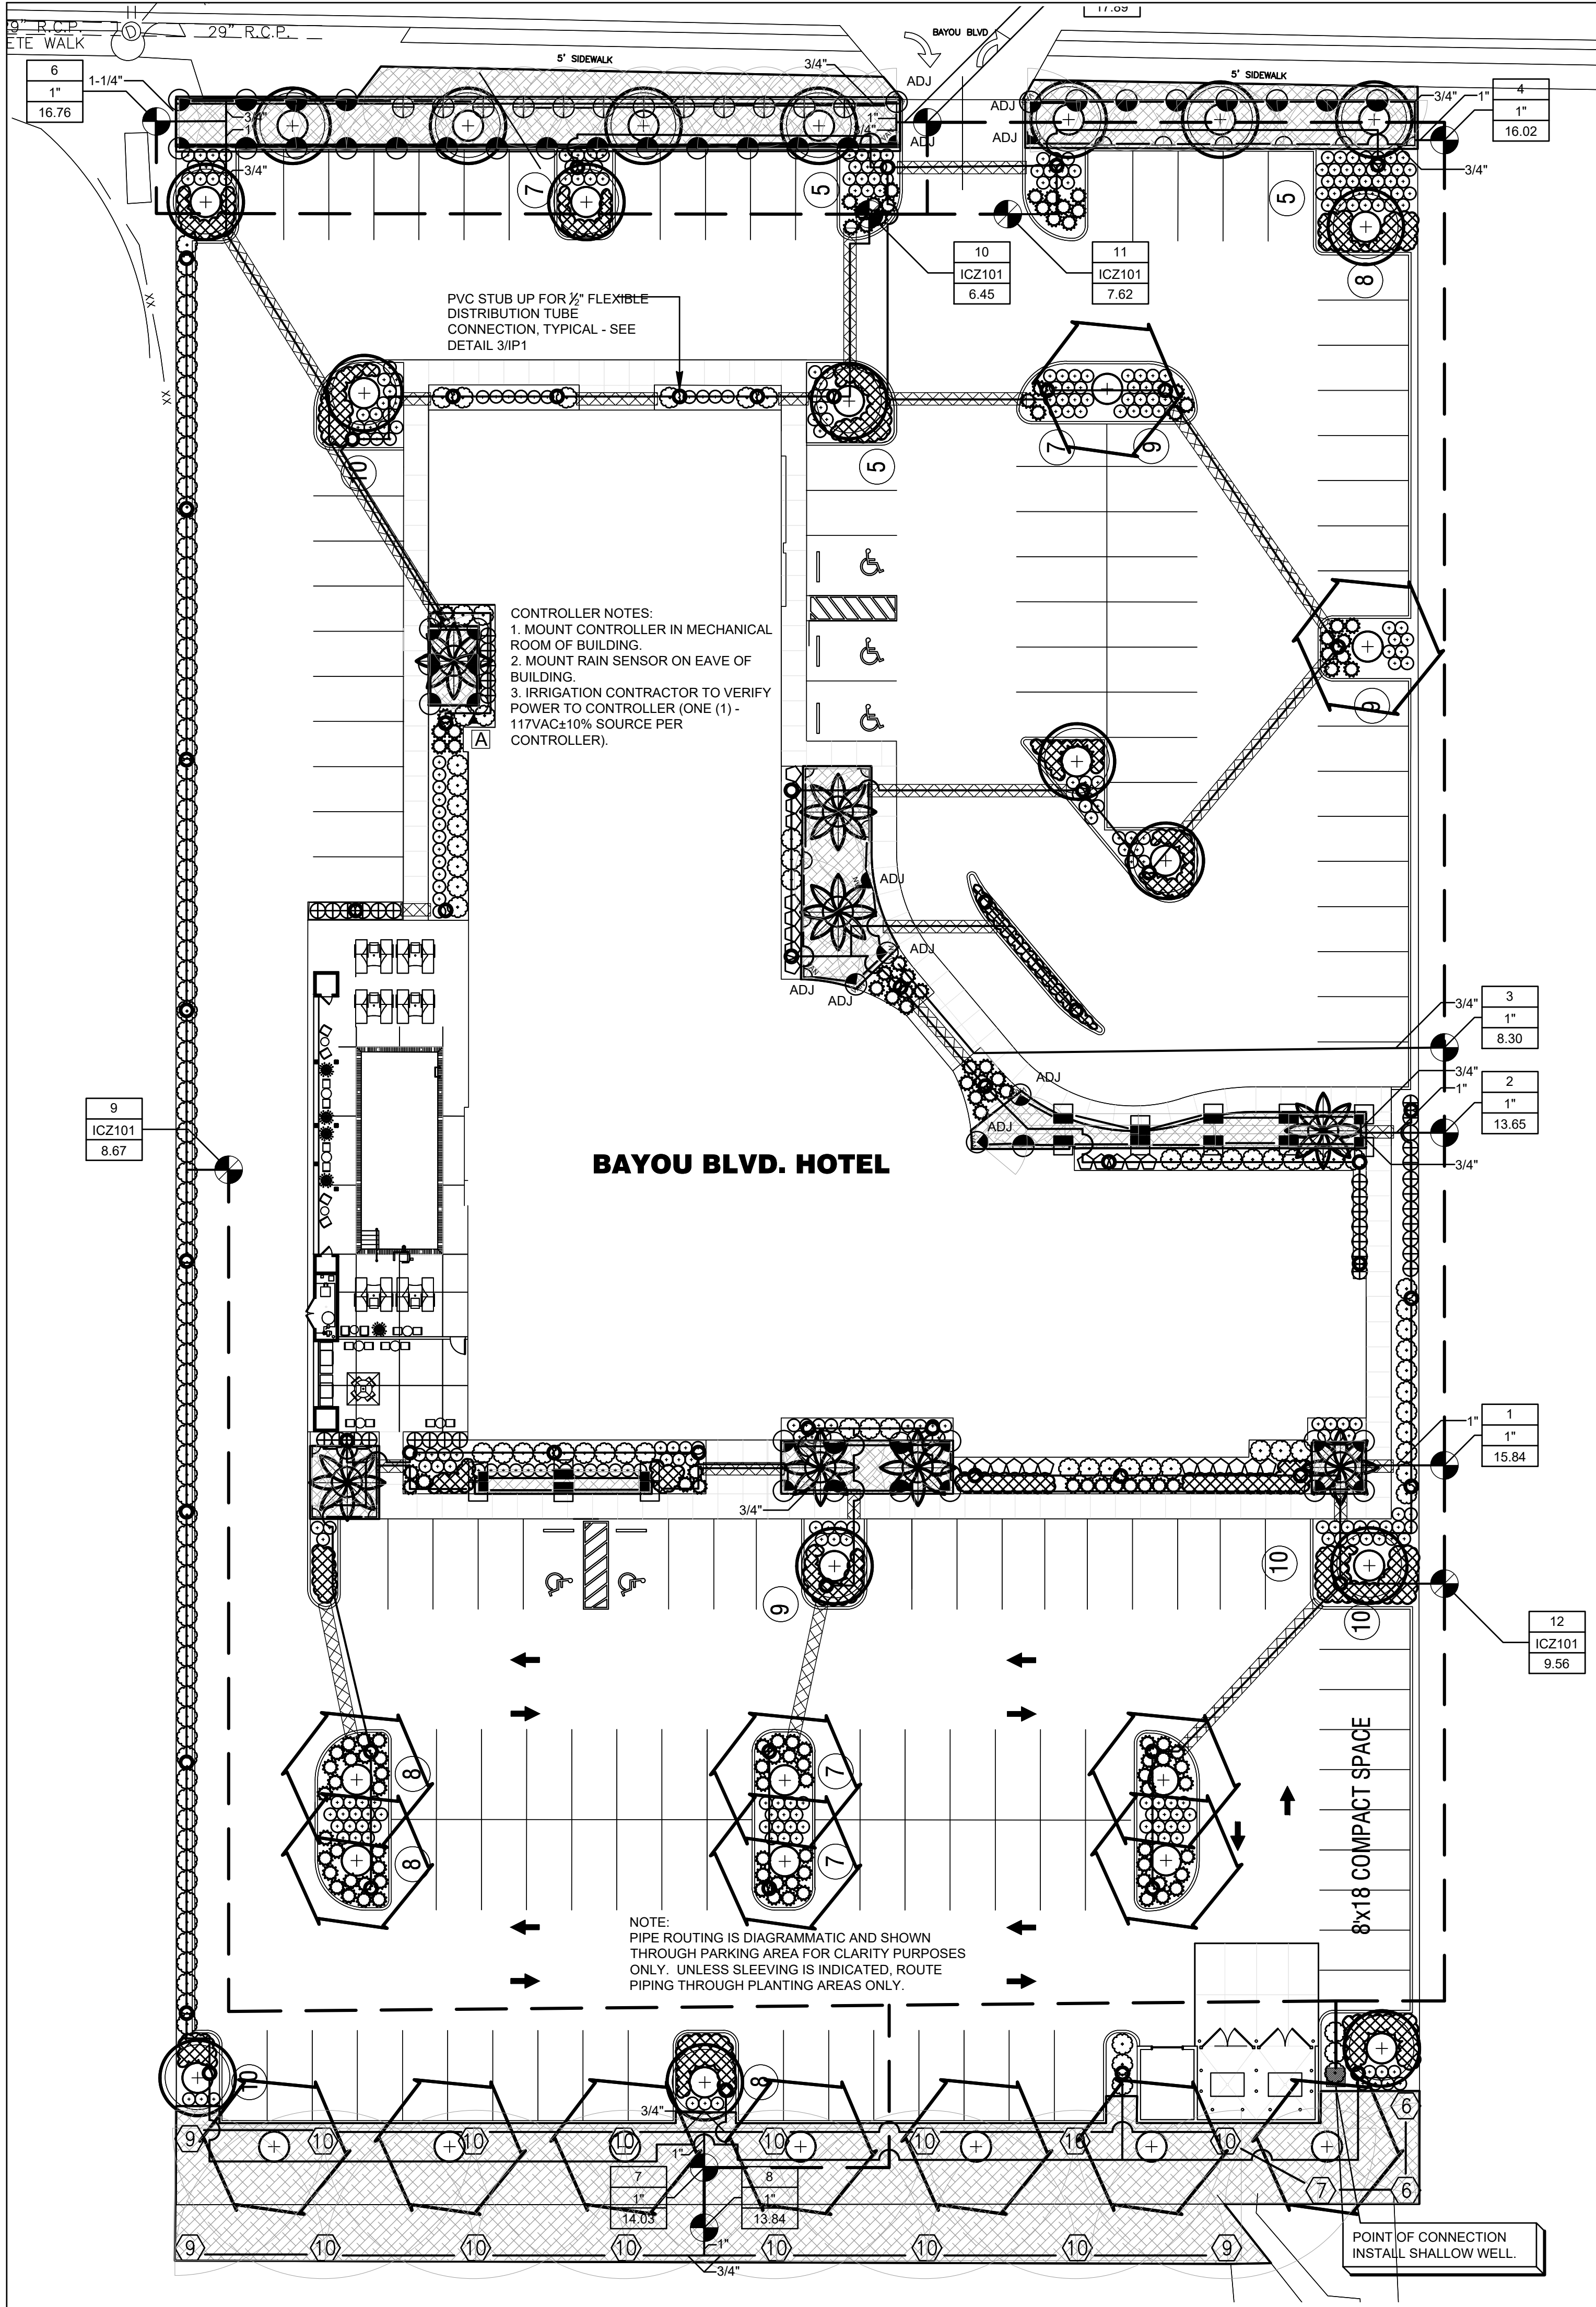 17.89
9" R.C.P.
29" R.C.P.
ETE WALK
D
BAYOU BLVD
5' SIDEWALK
5' SIDEWALK
6
1"
16.76
1-1/4"
3/4"
1"
3/4"
3/4"
1"
3/4"
ADJ
ADJ
ADJ
ADJ
3/4"
1"
3/4"
4
1"
16.02
7
5
5
8
10
ICZ101
6.45
11
ICZ101
7.62
PVC STUB UP FOR ½" FLEXIBLE
DISTRIBUTION TUBE
CONNECTION, TYPICAL - SEE
DETAIL 3/IP1
XX
XX
10
5
7
9
9
CONTROLLER NOTES:
1. MOUNT CONTROLLER IN MECHANICAL
ROOM OF BUILDING.
2. MOUNT RAIN SENSOR ON EAVE OF
BUILDING.
3. IRRIGATION CONTRACTOR TO VERIFY
POWER TO CONTROLLER (ONE (1) -
117VAC±10% SOURCE PER
CONTROLLER).
A
ADJ
ADJ
ADJ
ADJ
ADJ
ADJ
3/4"
3
1"
8.30
3/4"
1"
2
1"
13.65
3/4"
9
ICZ101
8.67
BAYOU BLVD. HOTEL
1"
1
1"
15.84
3/4"
9
10
10
12
ICZ101
9.56
8
7
8
7
8'x18 COMPACT SPACE
NOTE:
PIPE ROUTING IS DIAGRAMMATIC AND SHOWN
THROUGH PARKING AREA FOR CLARITY PURPOSES
ONLY. UNLESS SLEEVING IS INDICATED, ROUTE
PIPING THROUGH PLANTING AREAS ONLY.
10
8
3/4"
6
9
10
10
10
10
10
10
10
1"
7
1"
14.03
8
1"
13.84
7
6
9
10
10
10
10
10
10
9
1"
3/4"
POINT OF CONNECTION
INSTALL SHALLOW WELL.